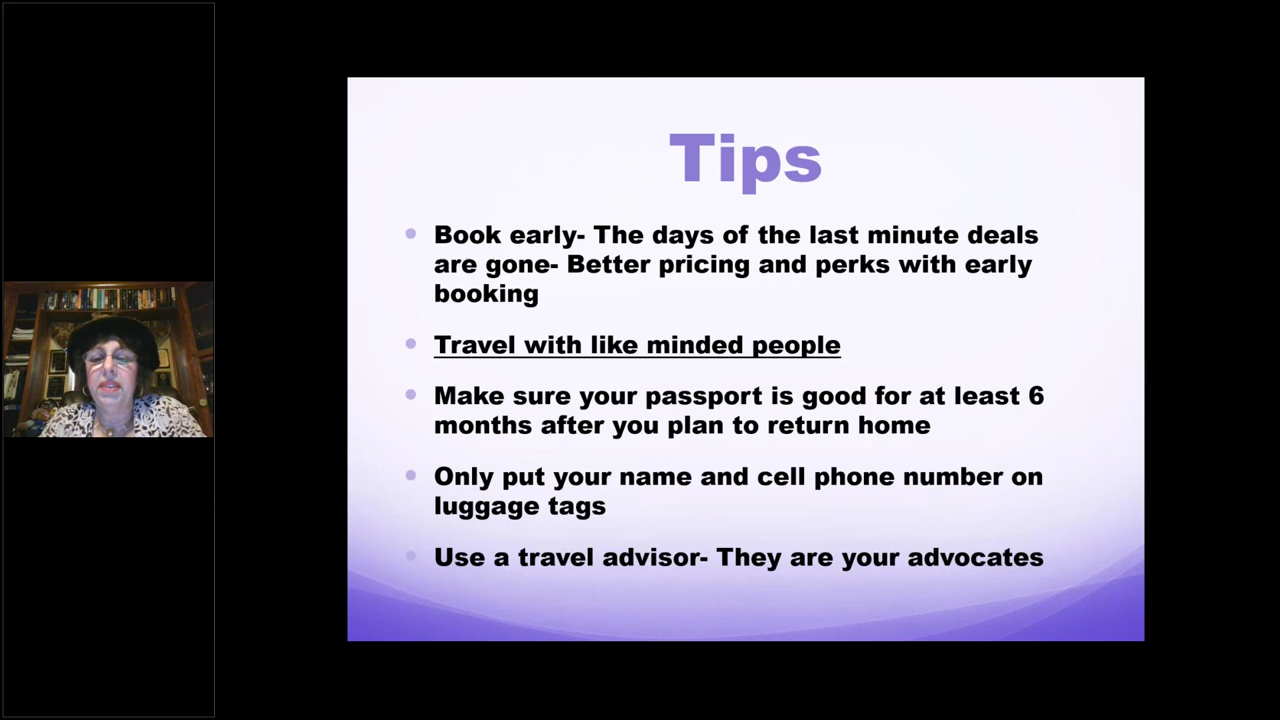 Tips
Book early- The days of the last minute deals
are gone- Better pricing and perks with early
booking
Travel with like minded people
Make sure your passport is good for at least 6
months after you plan to return home
Only put your name and cell phone number on
luggage tags
Use a travel advisor- They are your advocates